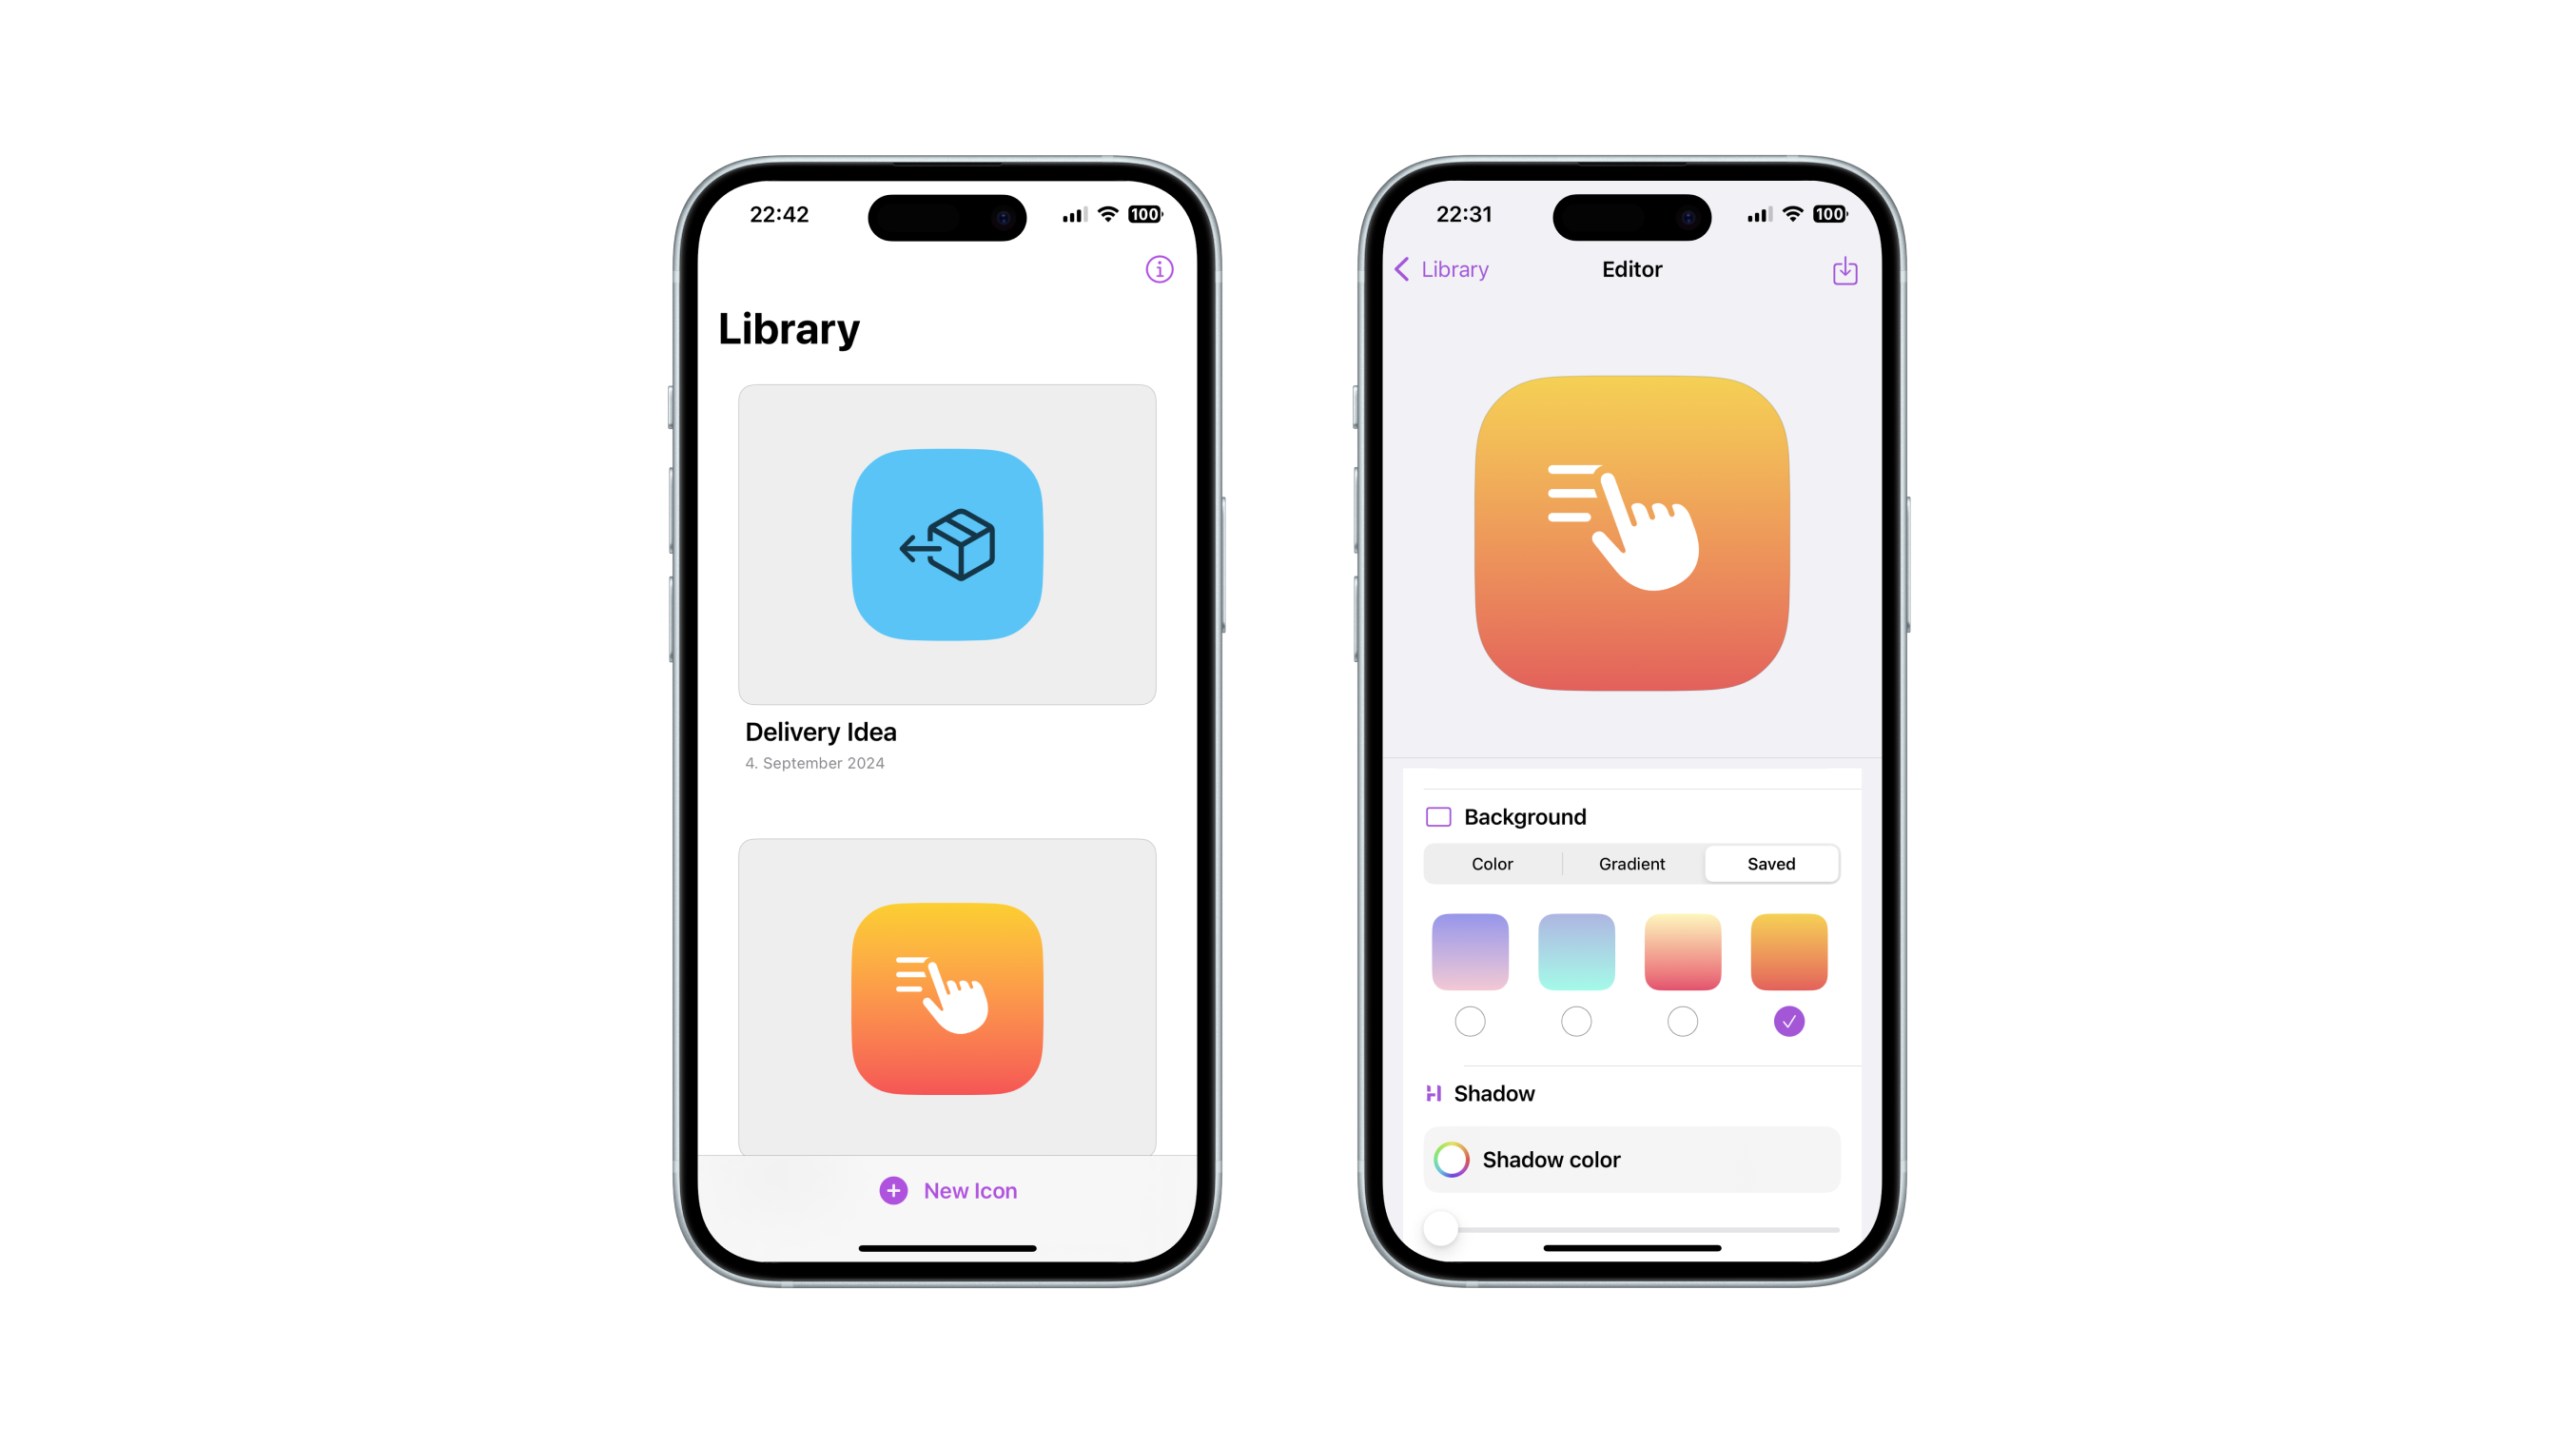 22:42
100
Library
Delivery Idea
4. September 2024
New Icon
22:31
100
Library
Editor
Background
Color
Gradient
Saved
Shadow
Shadow color